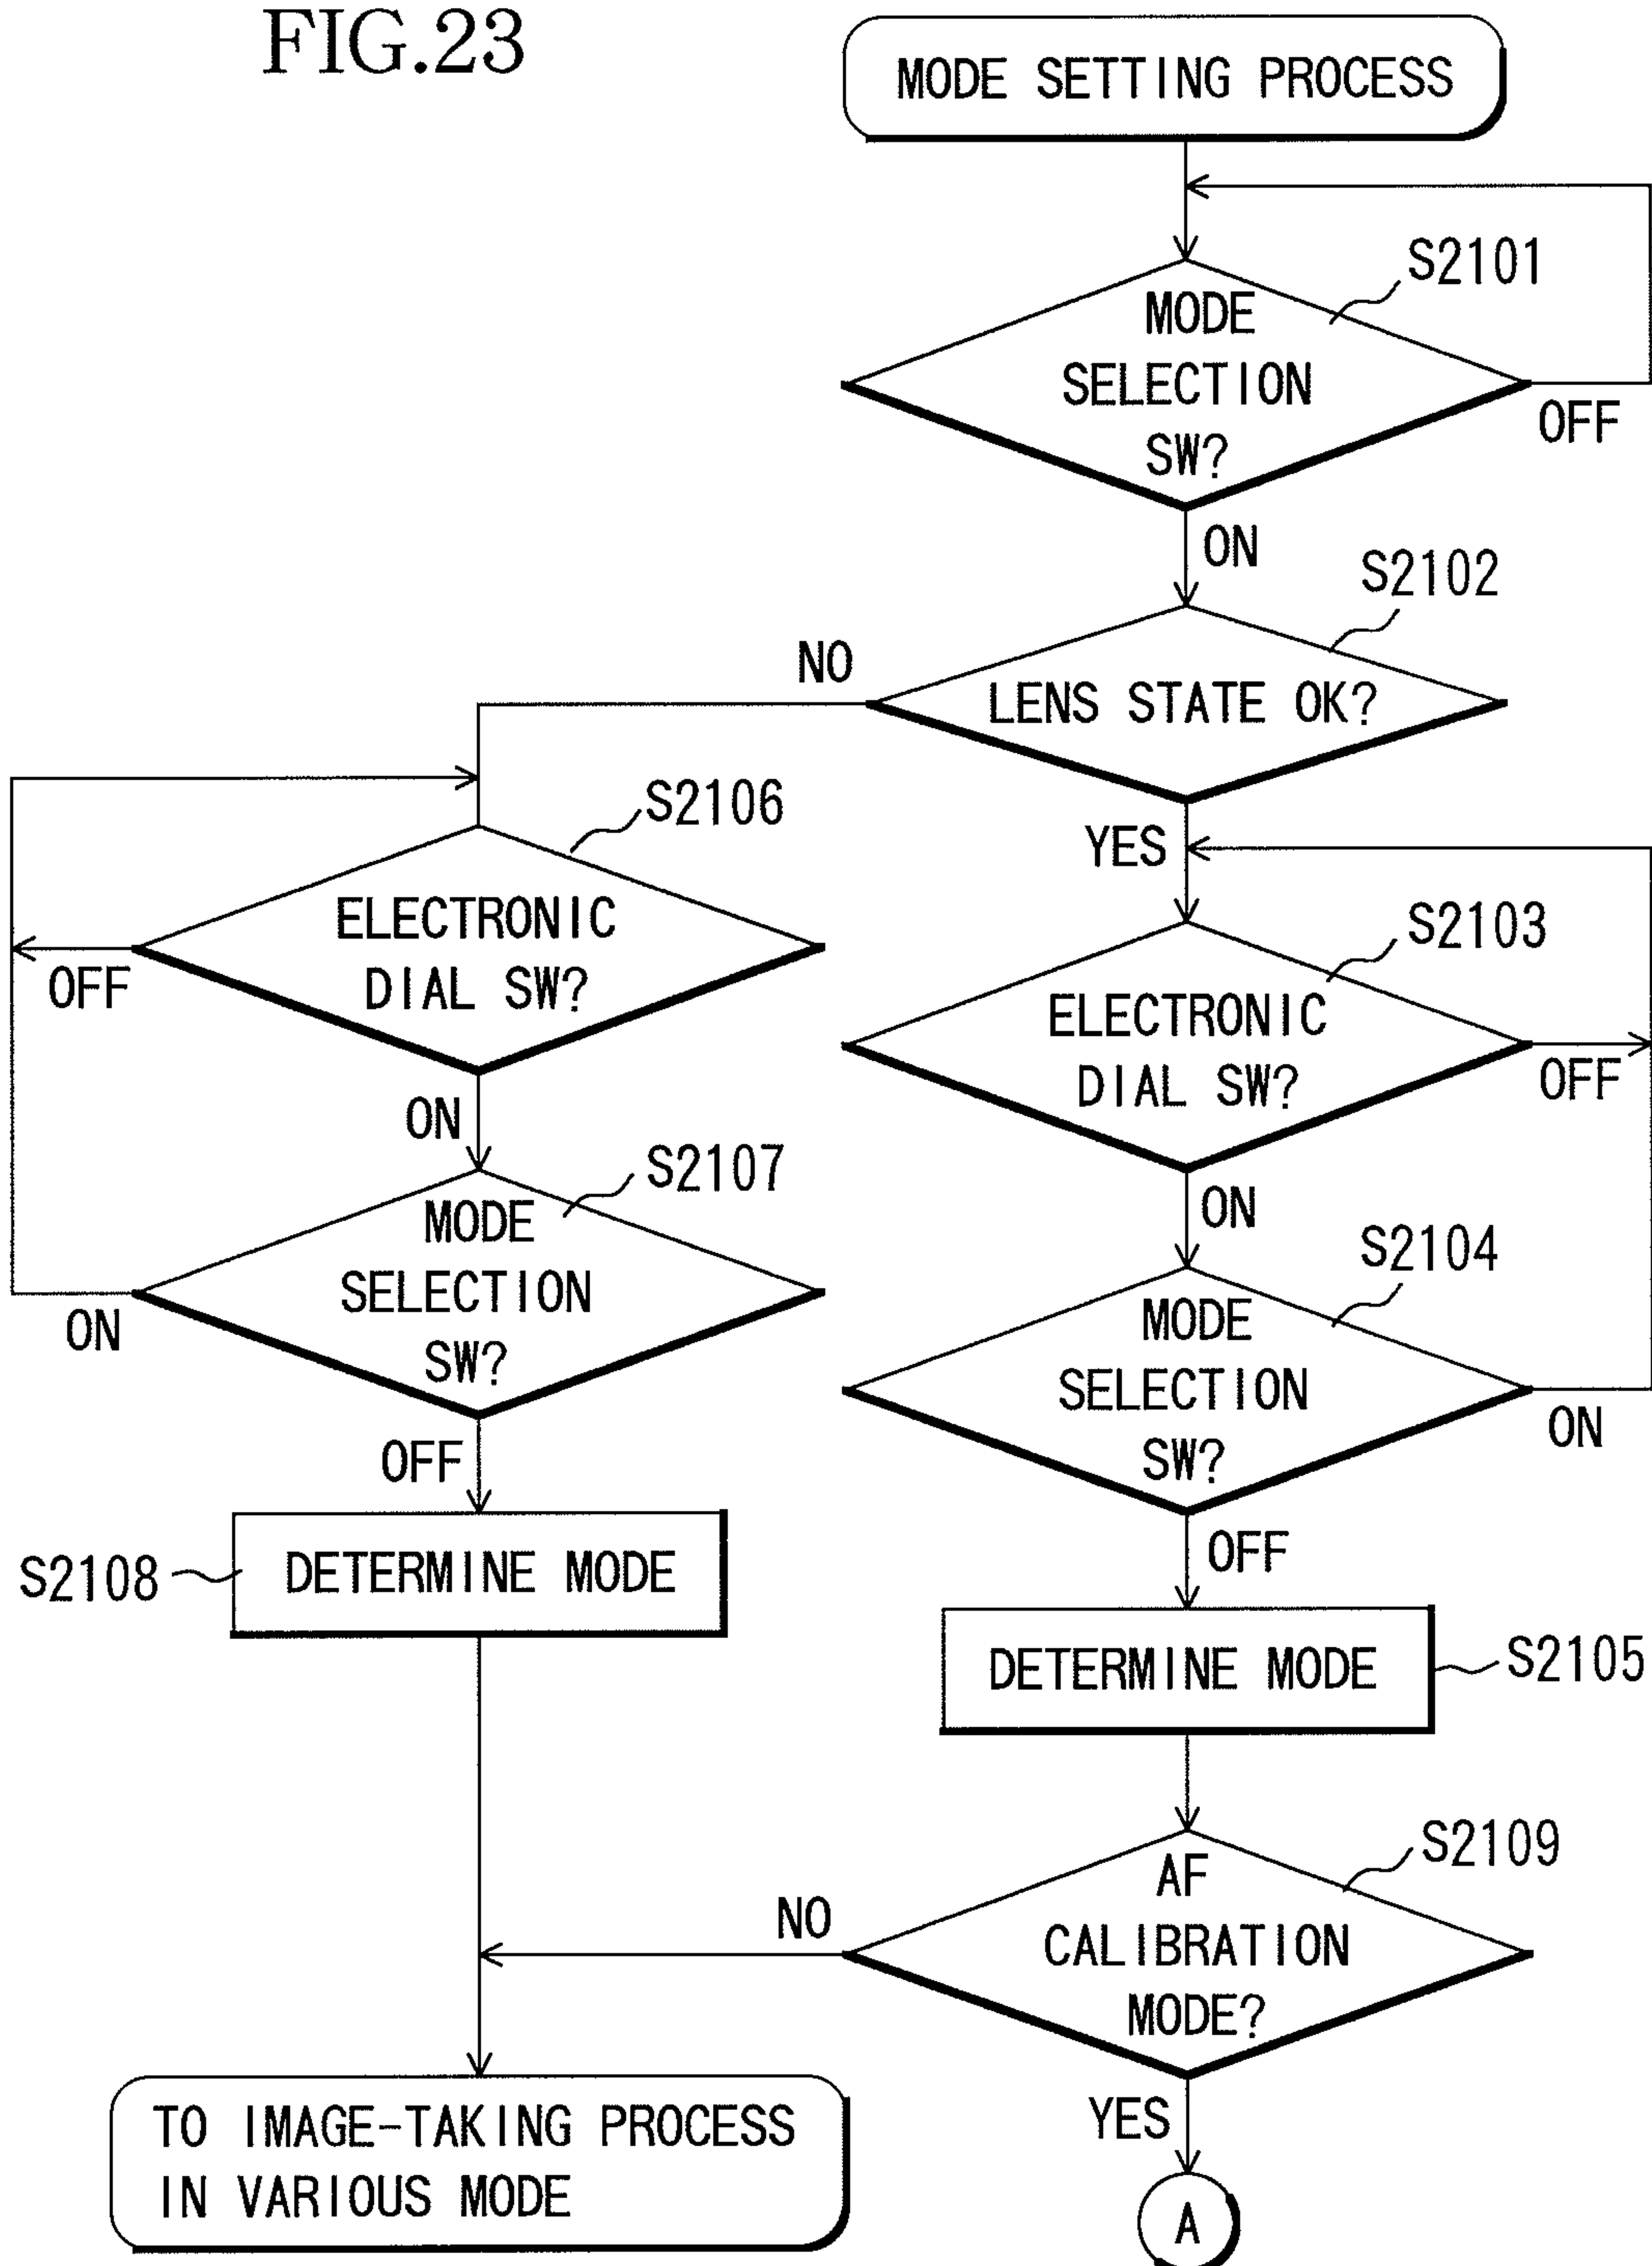 FIG.23
MODE SETTING PROCESS
S2101
MODE
SELECTION
SW?
OFF
ON
S2102
NO
LENS STATE OK?
YES
S2106
ELECTRONIC
DIAL SW?
OFF
ON
S2103
ELECTRONIC
DIAL SW?
OFF
ON
S2107
MODE
SELECTION
SW?
ON
OFF
S2104
MODE
SELECTION
SW?
ON
OFF
S2108
DETERMINE MODE
DETERMINE MODE
S2105
S2109
AF
CALIBRATION
MODE?
NO
YES
TO IMAGE-TAKING PROCESS
IN VARIOUS MODE
A